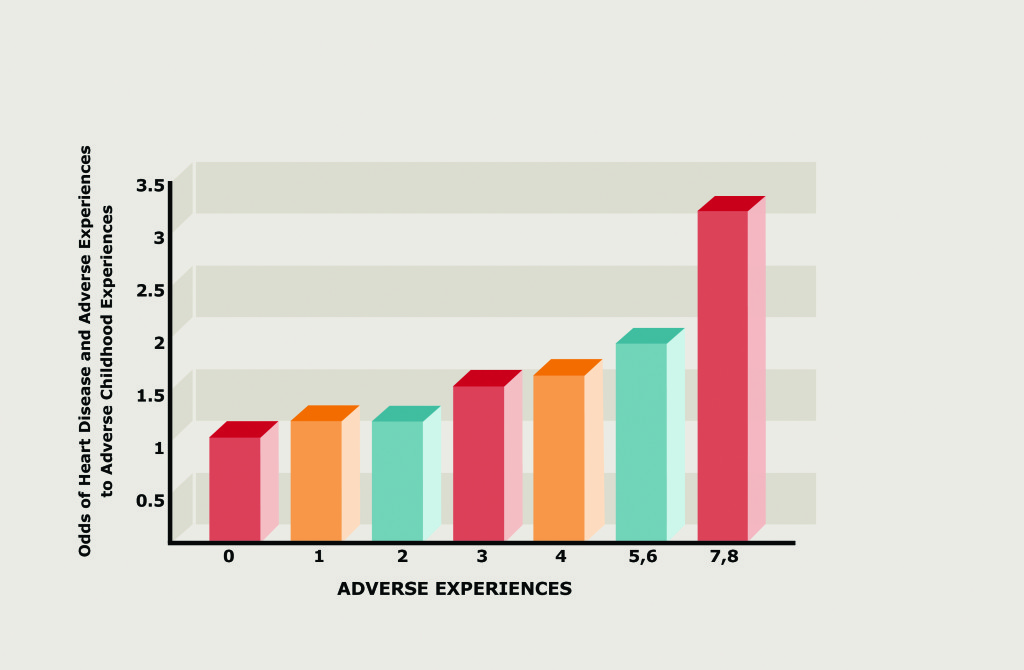 Odds of Heart Disease and Adverse Experiences
to Adverse Childhood Experiences
3.5
3
2.5
2
1.5
1
0.5
0 1 2 3 4 5,6 7,8
ADVERSE EXPERIENCES